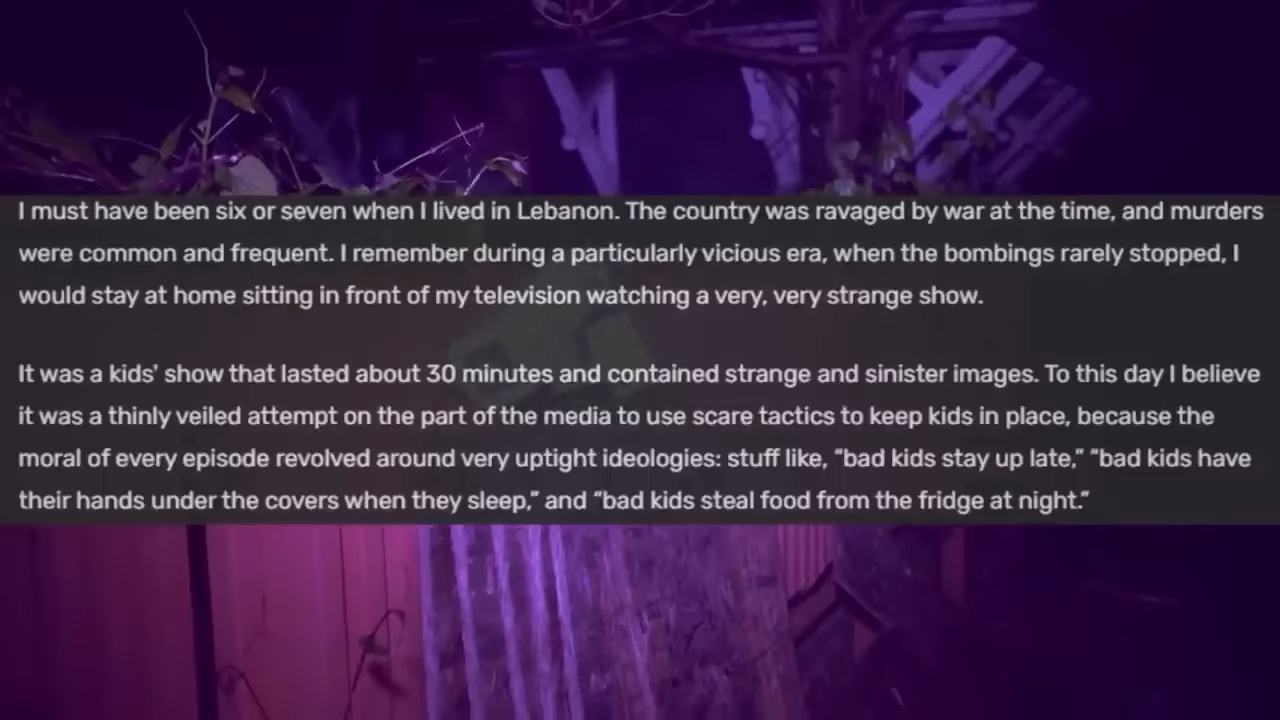 I must have been six or seven when I lived in Lebanon. The country was ravaged by war at the time, and murders
were common and frequent. I remember during a particularly vicious era, when the bombings rarely stopped, I
would stay at home sitting in front of my television watching a very, very strange show.
It was a kids' show that lasted about 30 minutes and contained strange and sinister images. To this day I believe
it was a thinly veiled attempt on the part of the media to use scare tactics to keep kids in place, because the
moral of every episode revolved around very uptight ideologies: stuff like, “bad kids stay up late,” “bad kids have
their hands under the covers when they sleep,” and “bad kids steal food from the fridge at night.”